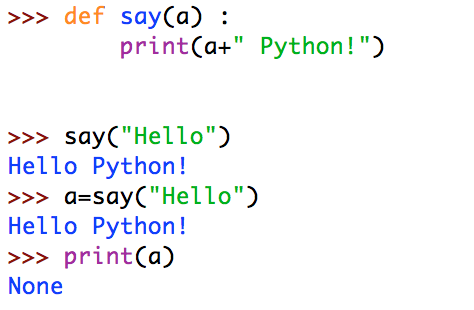 >>> def say(a) :
        print(a+" Python!")
>>> say("Hello")
Hello Python!
>>> a=say("Hello")
Hello Python!
>>> print(a)
None